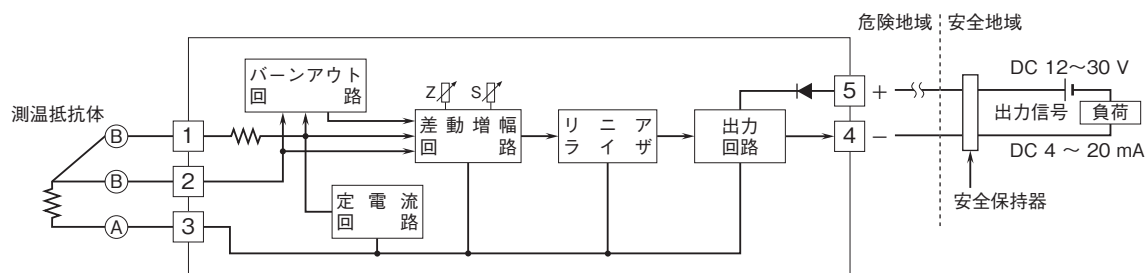 危険地域
安全地域
バーンアウト
回路
Z
S
5
+
DC 12~30 V
測温抵抗体
B
1
差動増幅
回路
リニア
ライザ
出力
回路
4
−
出力信号
負荷
B
2
DC 4 ~ 20 mA
定電流
回路
安全保持器
A
3